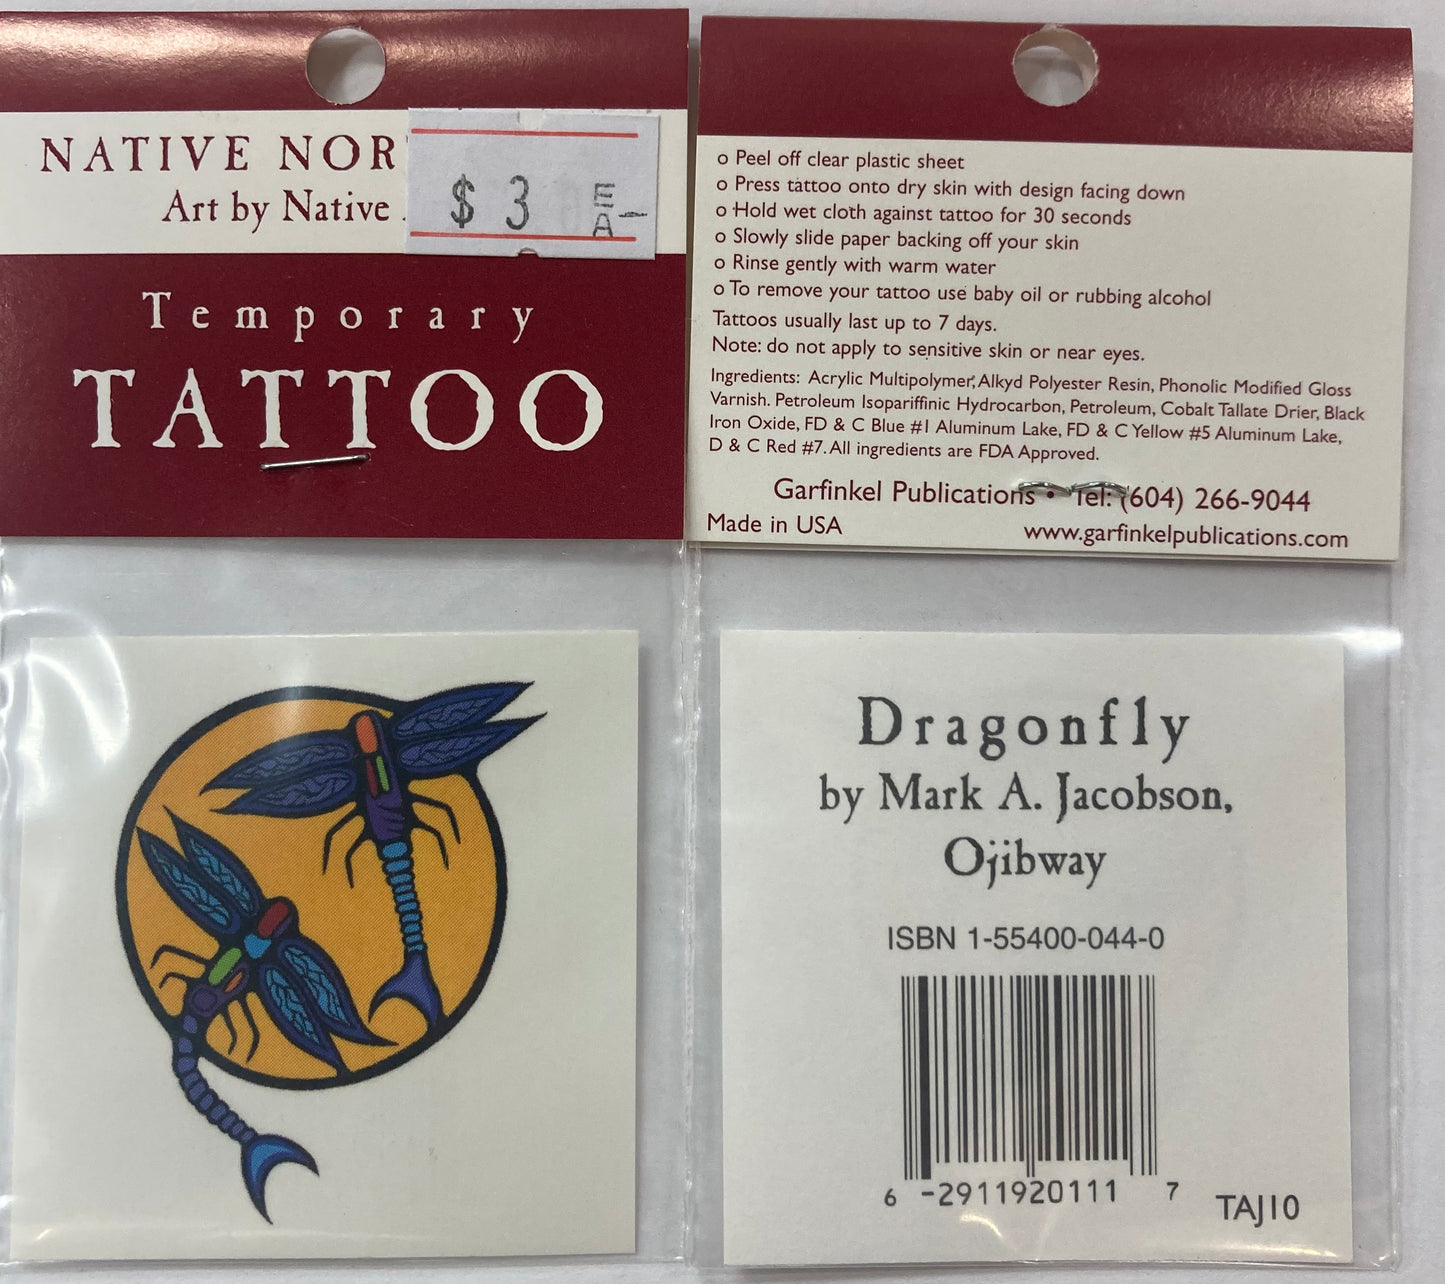 NATIVE NOR
Art by Native
$ 3 EA-
Temporary
TATTOO
o Peel off clear plastic sheet
o Press tattoo onto dry skin with design facing down
o Hold wet cloth against tattoo for 30 seconds
o Slowly slide paper backing off your skin
o Rinse gently with warm water
o To remove your tattoo use baby oil or rubbing alcohol
Tattoos usually last up to 7 days.
Note: do not apply to sensitive skin or near eyes.
Ingredients: Acrylic Multipolymer, Alkyd Polyester Resin, Phonolic Modified Gloss
Varnish. Petroleum Isopariffinic Hydrocarbon, Petroleum, Cobalt Tallate Drier, Black
Iron Oxide, FD & C Blue #1 Aluminum Lake, FD & C Yellow #5 Aluminum Lake,
D & C Red #7. All ingredients are FDA Approved.
Garfinkel Publications • Tel: (604) 266-9044
Made in USA
www.garfinkelpublications.com
Dragonfly
by Mark A. Jacobson,
Ojibway
ISBN 1-55400-044-0
6 -2911920111 7
TAJ10